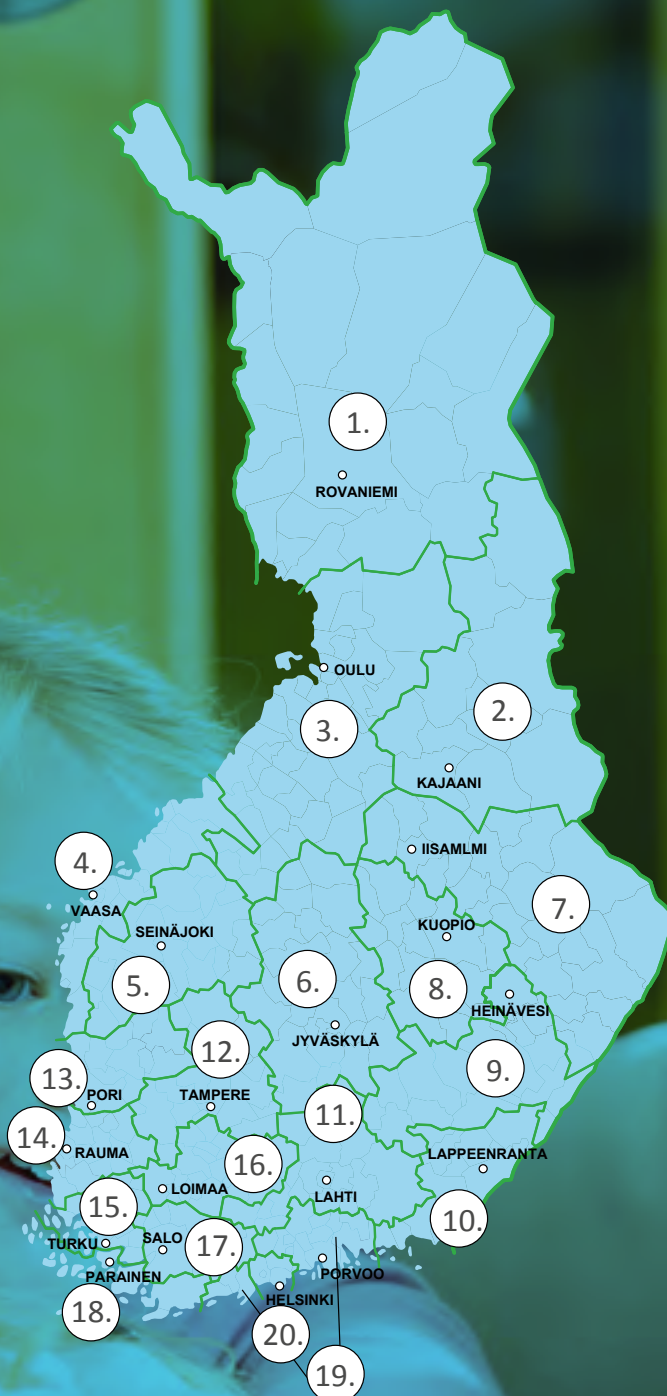 1.
ROVANIEMI
OULU
2.
3.
KAJAANI
IISAMLMI
4.
VAASA
7.
KUOPIO
SEINÄJOKI
6.
5.
8.
HEINÄVESI
JYVÄSKYLÄ
12.
9.
13.
PORI
TAMPERE
11.
14.
RAUMA
LAPPEENRANTA
16.
LOIMAA
LAHTI
15.
10.
TURKU
SALO
17.
PARAINEN
PORVOO
18.
HELSINKI
20.
19.